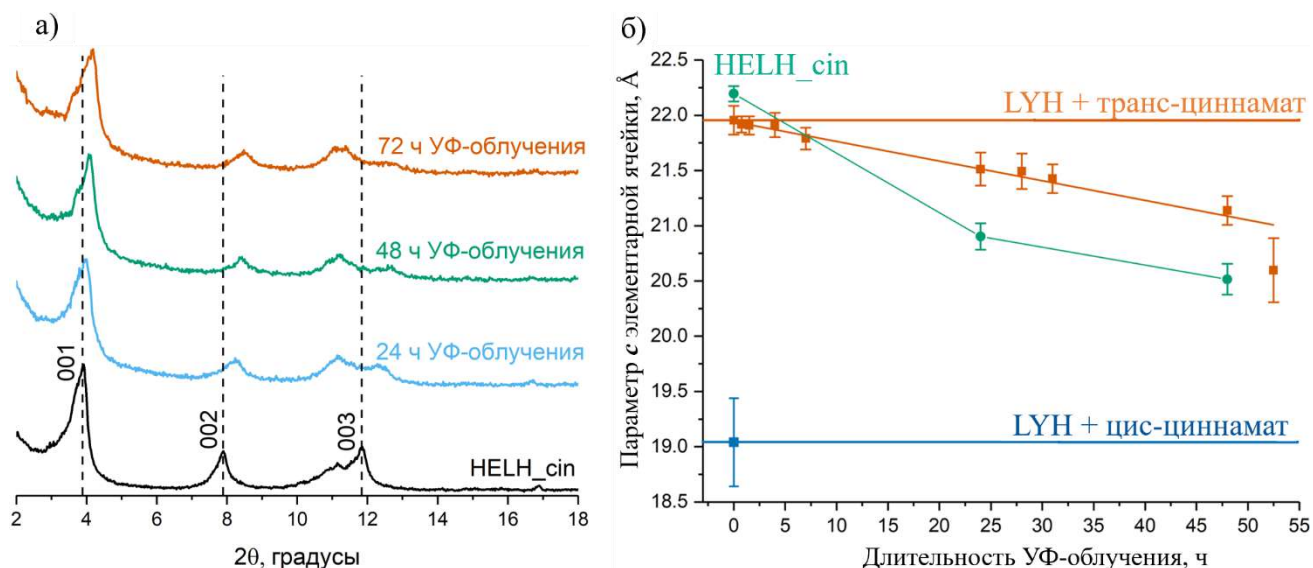 а)
72 ч УФ-облучения
48 ч УФ-облучения
24 ч УФ-облучения
001
002
003
HELH_cin
2 4 6 8 10 12 14 16 18
2θ, градусы
б)
HELH_cin
LYH + транс-циннамат
LYH + цис-циннамат
Параметр c элементарной ячейки, Å
22.5
22.0
21.5
21.0
20.5
20.0
19.5
19.0
18.5
0 5 10 15 20 25 30 35 40 45 50 55
Длительность УФ-облучения, ч